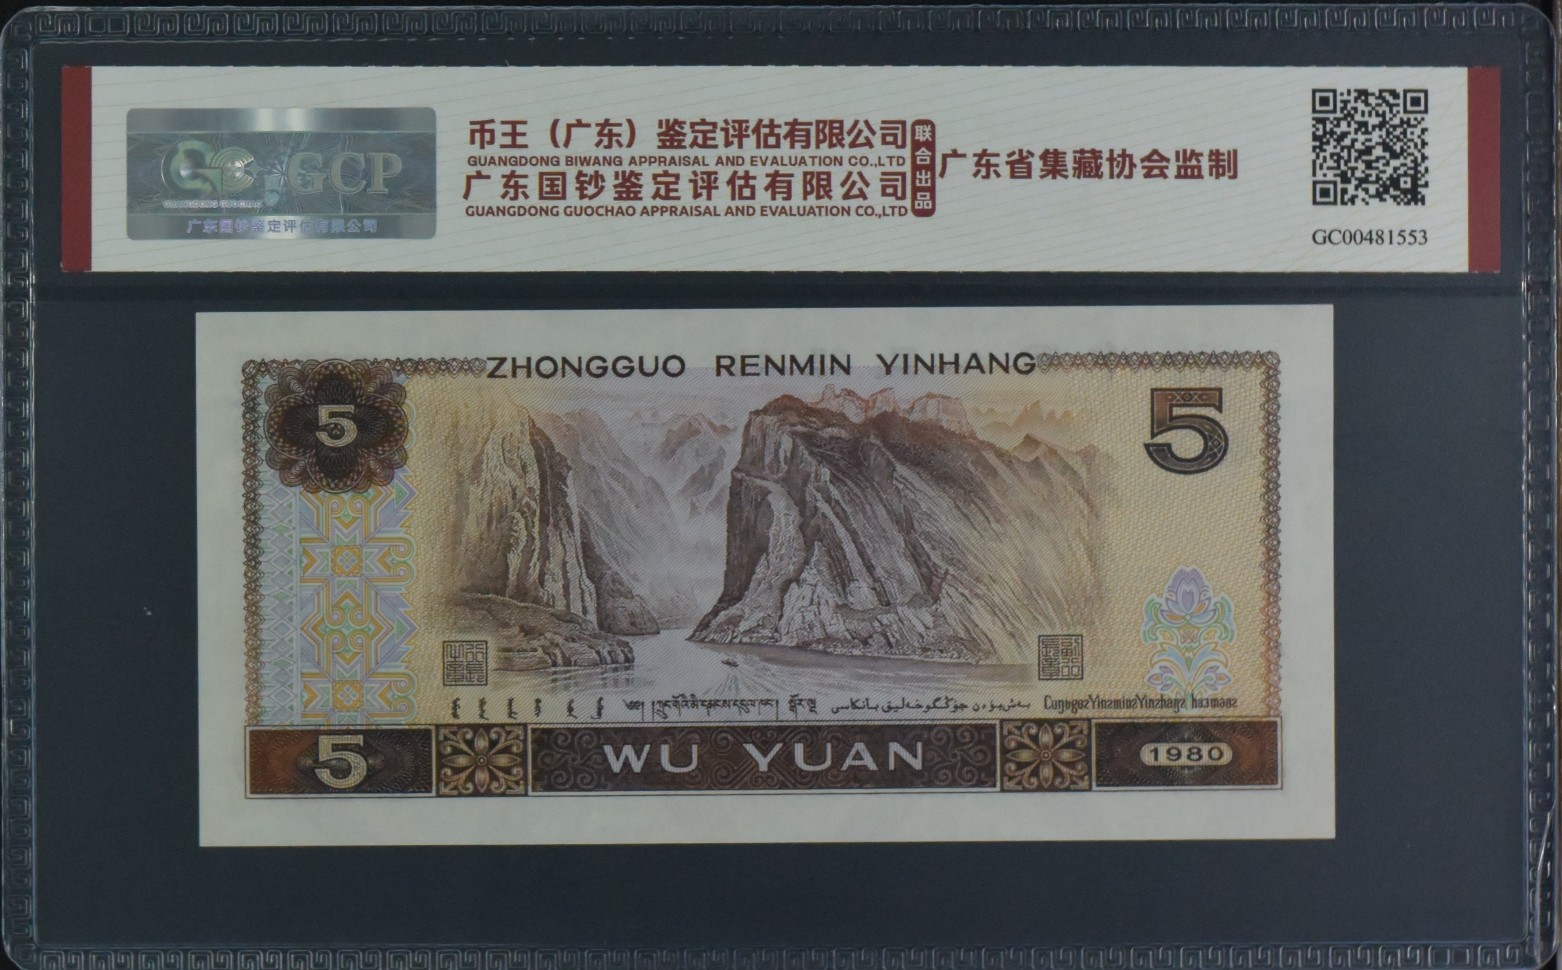 GCP
广东国钞鉴定评估有限公司
币王（广东）鉴定评估有限公司
GUANGDONG BIWANG APPRAISAL AND EVALUATION CO.,LTD
广东国钞鉴定评估有限公司
GUANGDONG GUOCHAO APPRAISAL AND EVALUATION CO.,LTD
联合出品
广东省集藏协会监制
GC00481553
ZHONGGUO RENMIN YINHANG
5
5
5
WU YUAN
1980